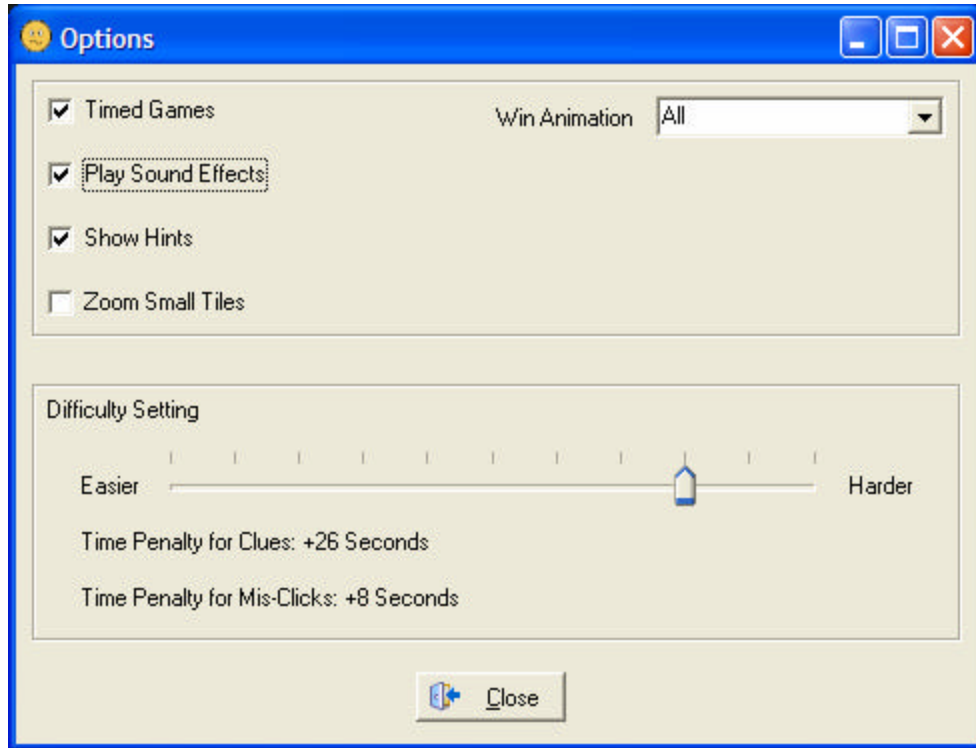 Options
Timed Games
Win Animation All
Play Sound Effects
Show Hints
Zoom Small Tiles
Difficulty Setting
Easier Harder
Time Penalty for Clues: +26 Seconds
Time Penalty for Mis-Clicks: +8 Seconds
Close